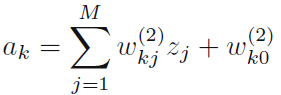 $a_k = \sum_{j=1}^{M} w_{kj}^{(2)} z_j + w_{k0}^{(2)}$